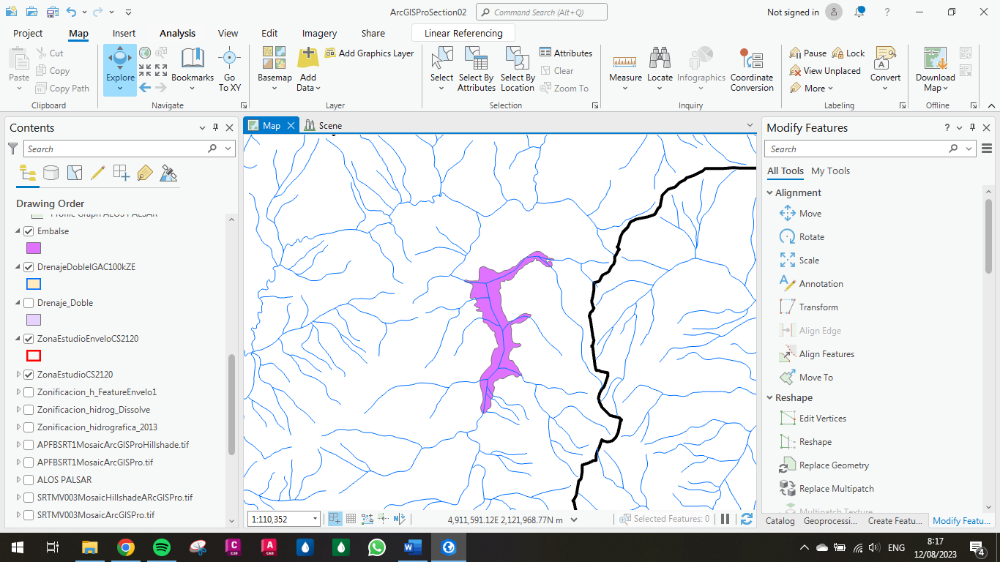 ArcGISProSection02
Command Search (Alt+Q)
Not signed in
?
Project
Map
Insert
Analysis
View
Edit
Imagery
Share
Linear Referencing
Paste
Cut
Copy
Copy Path
Clipboard
Explore
Bookmarks
Go
To XY
Navigate
Basemap
Add
Data
Add Graphics Layer
Layer
Select
Select By
Attributes
Select By
Location
Attributes
Clear
Zoom To
Selection
Measure
Locate
Infographics
Coordinate
Conversion
Inquiry
Pause
Lock
View Unplaced
More
Convert
Labeling
Download
Map
Offline
Contents
Search
Drawing Order
Profile Graph ALOS PALSAR
Embalse
DrenajeDobleIGAC100kZE
Drenaje_Doble
ZonaEstudioEnveloCS2120
ZonaEstudioCS2120
Zonificacion_h_FeatureEnvelo1
Zonificacion_hidrog_Dissolve
Zonificacion_hidrografica_2013
APFBSRT1MosaicArcGISProHillshade.tif
APFBSRT1MosaicArcGISPro.tif
ALOS PALSAR
SRTMV003MosaicHillshadeARcGISPro.tif
SRTMV003MosaicArcGISPro.tif
Map
Scene
1:110,352
4,911,591.12E 2,121,968.77N m
Selected Features: 0
Modify Features
?
Search
All Tools
My Tools
Alignment
Move
Rotate
Scale
Annotation
Transform
Align Edge
Align Features
Move To
Reshape
Edit Vertices
Reshape
Replace Geometry
Replace Multipatch
Multipatch Texture
Catalog
Geoprocessi...
Create Featu...
Modify Featu...
ENG
8:17
12/08/2023
4